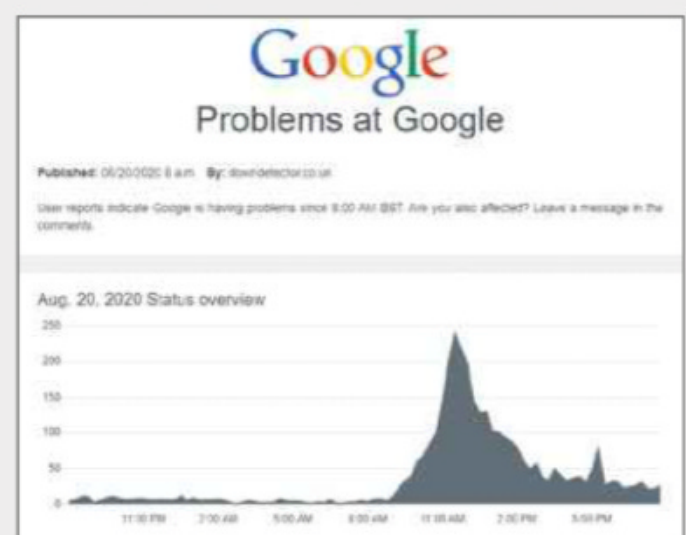 Google
Problems at Google
Published: 08/20/2020 8 a.m. By: downdetector.co.uk
User reports indicate Google is having problems since 8:00 AM BST. Are you also affected? Leave a message in the
comments.
Aug. 20, 2020 Status overview
250
200
150
100
50
0
11:00 PM 2:00 AM 5:00 AM 8:00 AM 11:00 AM 2:00 PM 5:00 PM